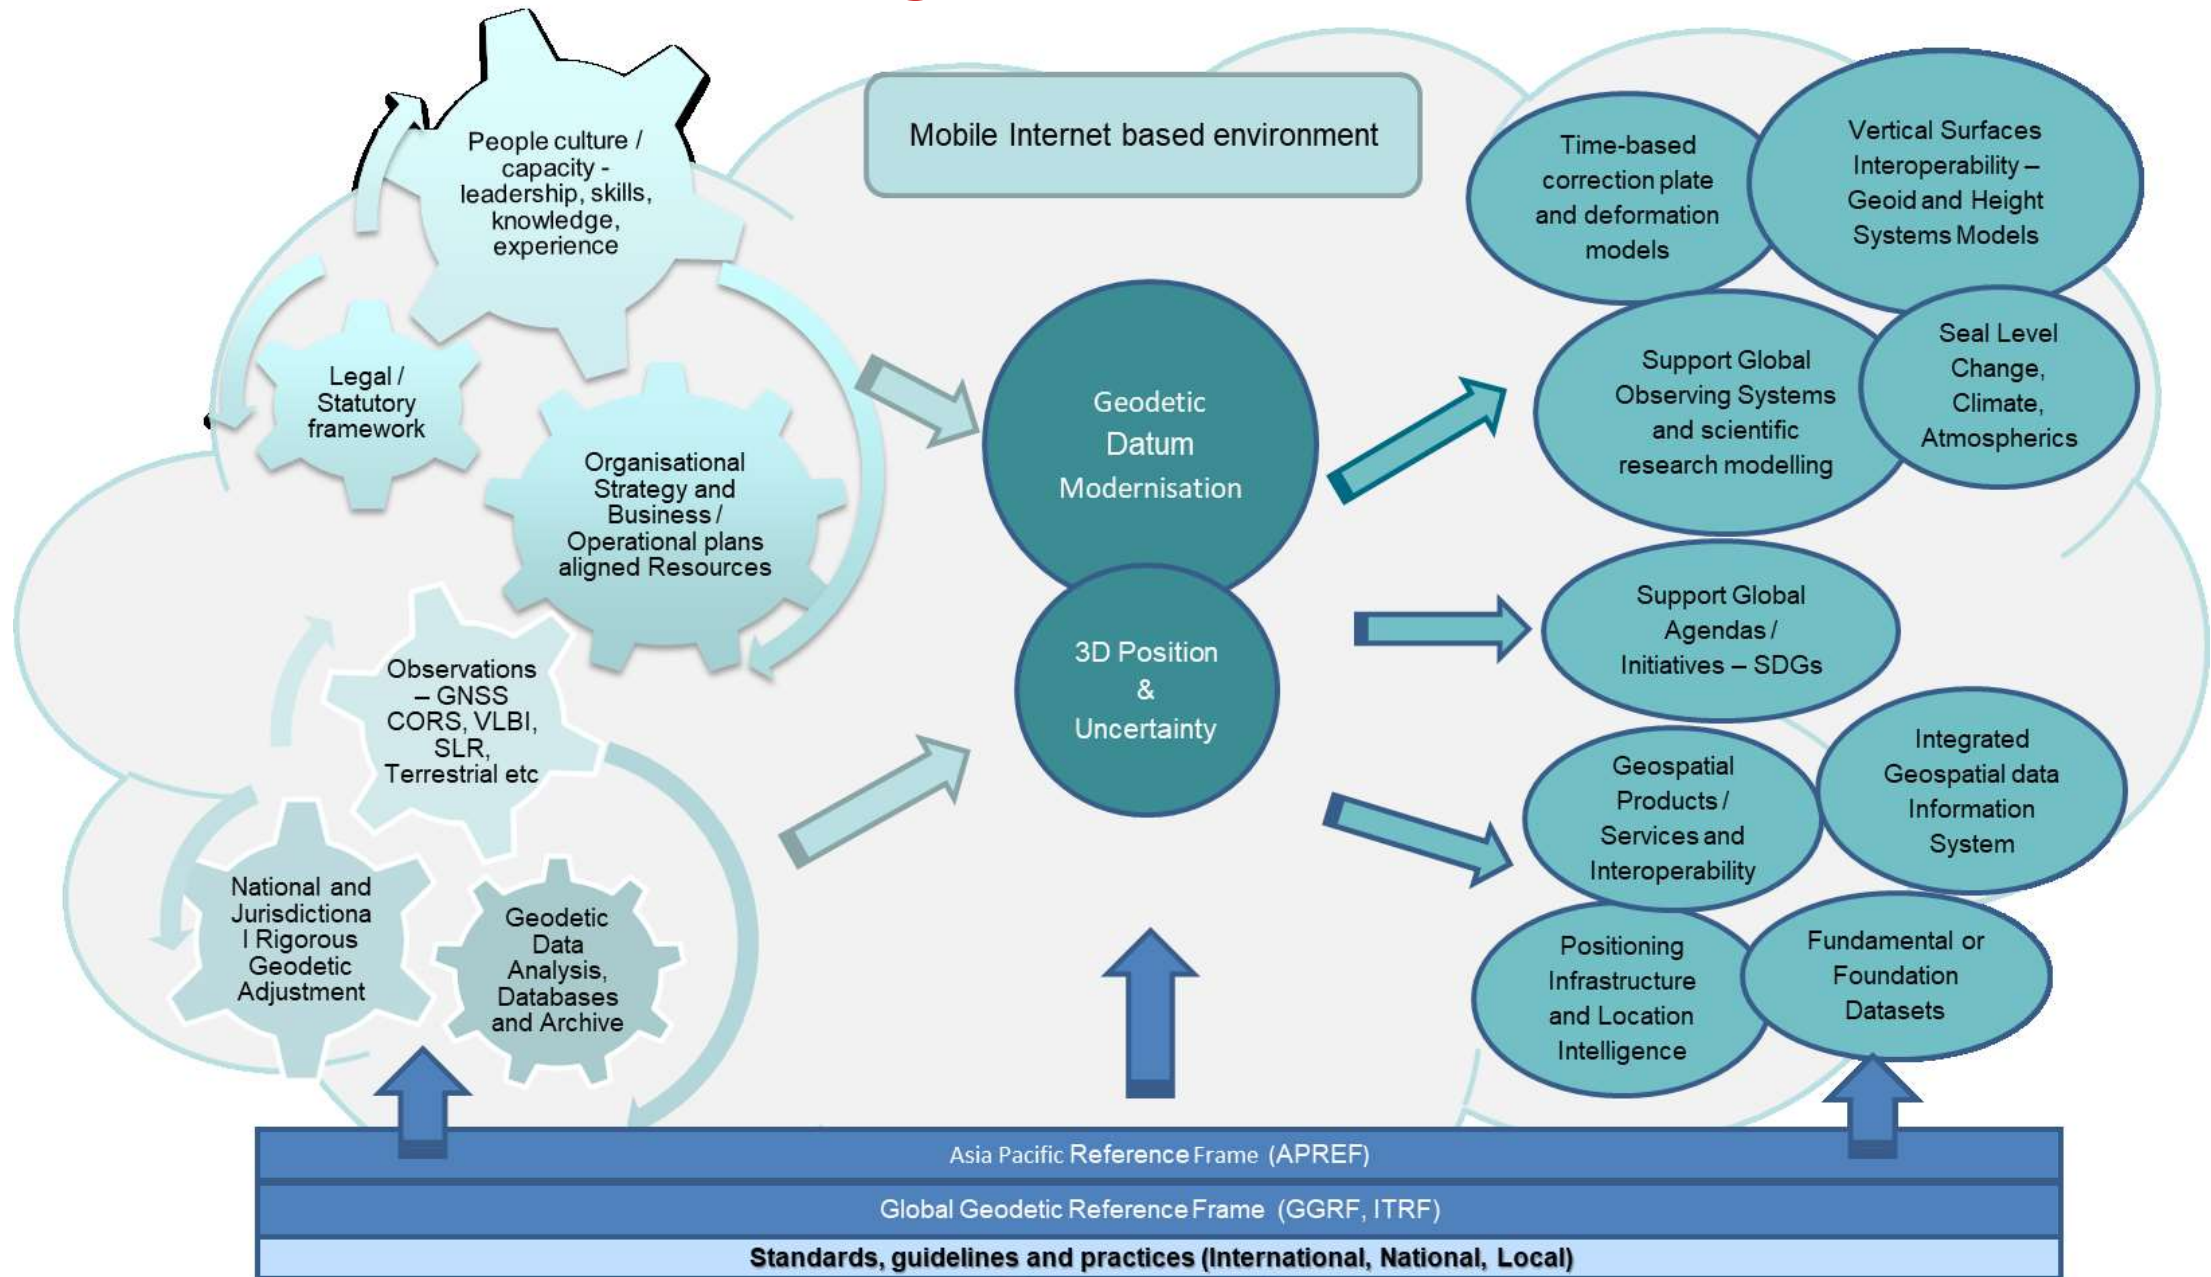 People culture /
capacity -
leadership, skills,
knowledge,
experience
Legal /
Statutory
framework
Organisational
Strategy and
Business /
Operational plans
aligned Resources
Observations
– GNSS
CORS, VLBI,
SLR,
Terrestrial etc
National and
Jurisdictiona
l Rigorous
Geodetic
Adjustment
Geodetic
Data
Analysis,
Databases
and Archive
Mobile Internet based environment
Geodetic
Datum
Modernisation
3D Position
&
Uncertainty
Time-based
correction plate
and deformation
models
Vertical Surfaces
Interoperability –
Geoid and Height
Systems Models
Support Global
Observing Systems
and scientific
research modelling
Seal Level
Change,
Climate,
Atmospherics
Support Global
Agendas /
Initiatives – SDGs
Geospatial
Products /
Services and
Interoperability
Integrated
Geospatial data
Information
System
Positioning
Infrastructure
and Location
Intelligence
Fundamental or
Foundation
Datasets
Asia Pacific Reference Frame (APREF)
Global Geodetic Reference Frame (GGRF, ITRF)
Standards, guidelines and practices (International, National, Local)